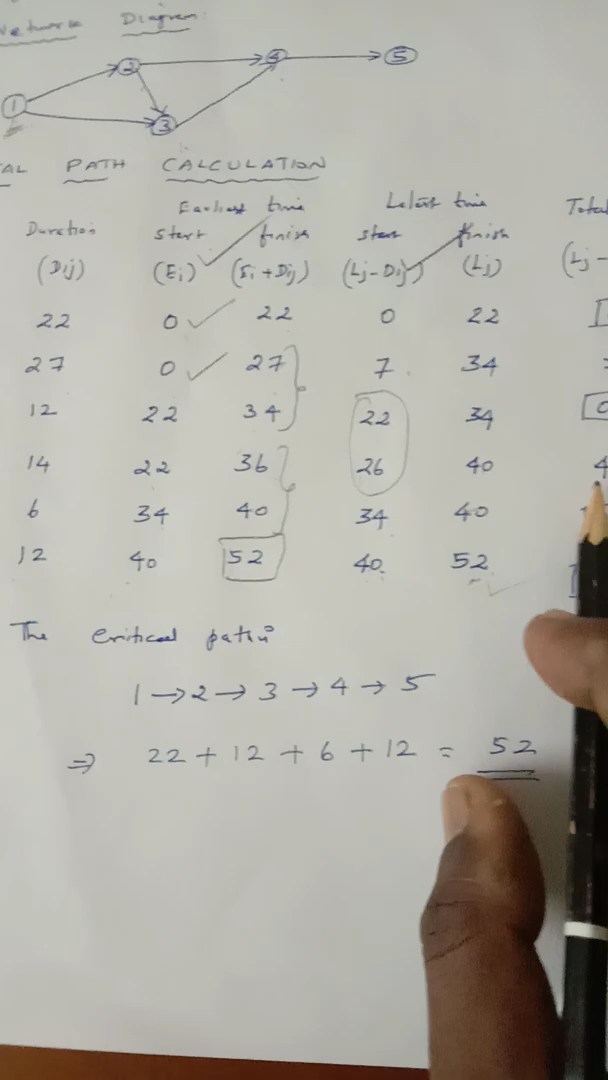 Network Diagram
1 2 3 4 5
AL PATH CALCULATION
Earliest time Latest time Total
Duration start finish start finish
(Dij) (Ei) (Ei + Dij) (Lj - Dij) (Lj) (Lj -
22 0 22 0 22
27 0 27 7 34
12 22 34 22 34 0
14 22 36 26 40 4
6 34 40 34 40
12 40 52 40 52
The critical path is
1 → 2 → 3 → 4 → 5
⇒ 22 + 12 + 6 + 12 = 52